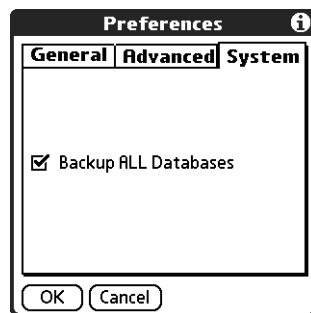 Preferences i
General Advanced System
Backup ALL Databases
OK Cancel